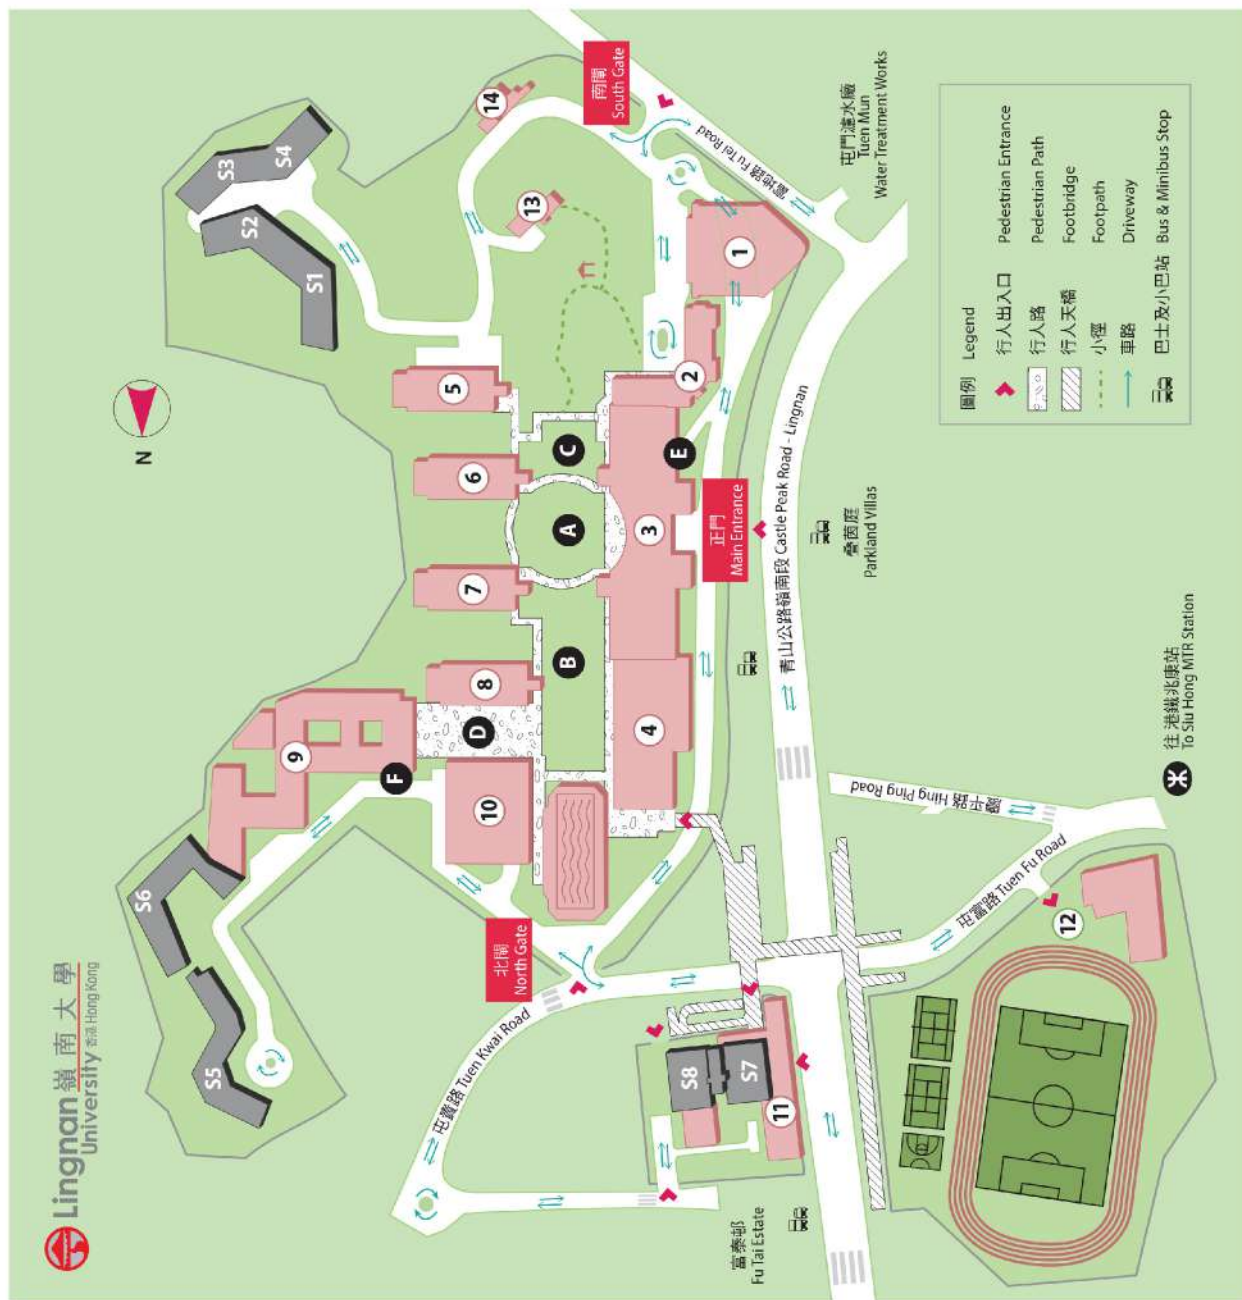 Lingnan 嶺南大學
University 香港 Hong Kong
N
S5
S6
S3
S4
S2
S1
9
F
14
13
5
6
7
8
10
D
A
B
C
北閘
North Gate
南閘
South Gate
屯貴路 Tuen Kwai Road
富地路 Fu Tei Road
S8
S7
11
4
3
E
2
1
正門
Main Entrance
富泰邨
Fu Tai Estate
青山公路嶺南段 Castle Peak Road - Lingnan
叠茵庭
Parkland Villas
屯門濾水廠
Tuen Mun
Water Treatment Works
慶平路 Hing Ping Road
屯富路 Tuen Fu Road
12
往港鐵兆康站
To Siu Hong MTR Station
圖例 Legend
行人出入口 Pedestrian Entrance
行人路 Pedestrian Path
行人天橋 Footbridge
小徑 Footpath
車路 Driveway
巴士及小巴站 Bus & Minibus Stop